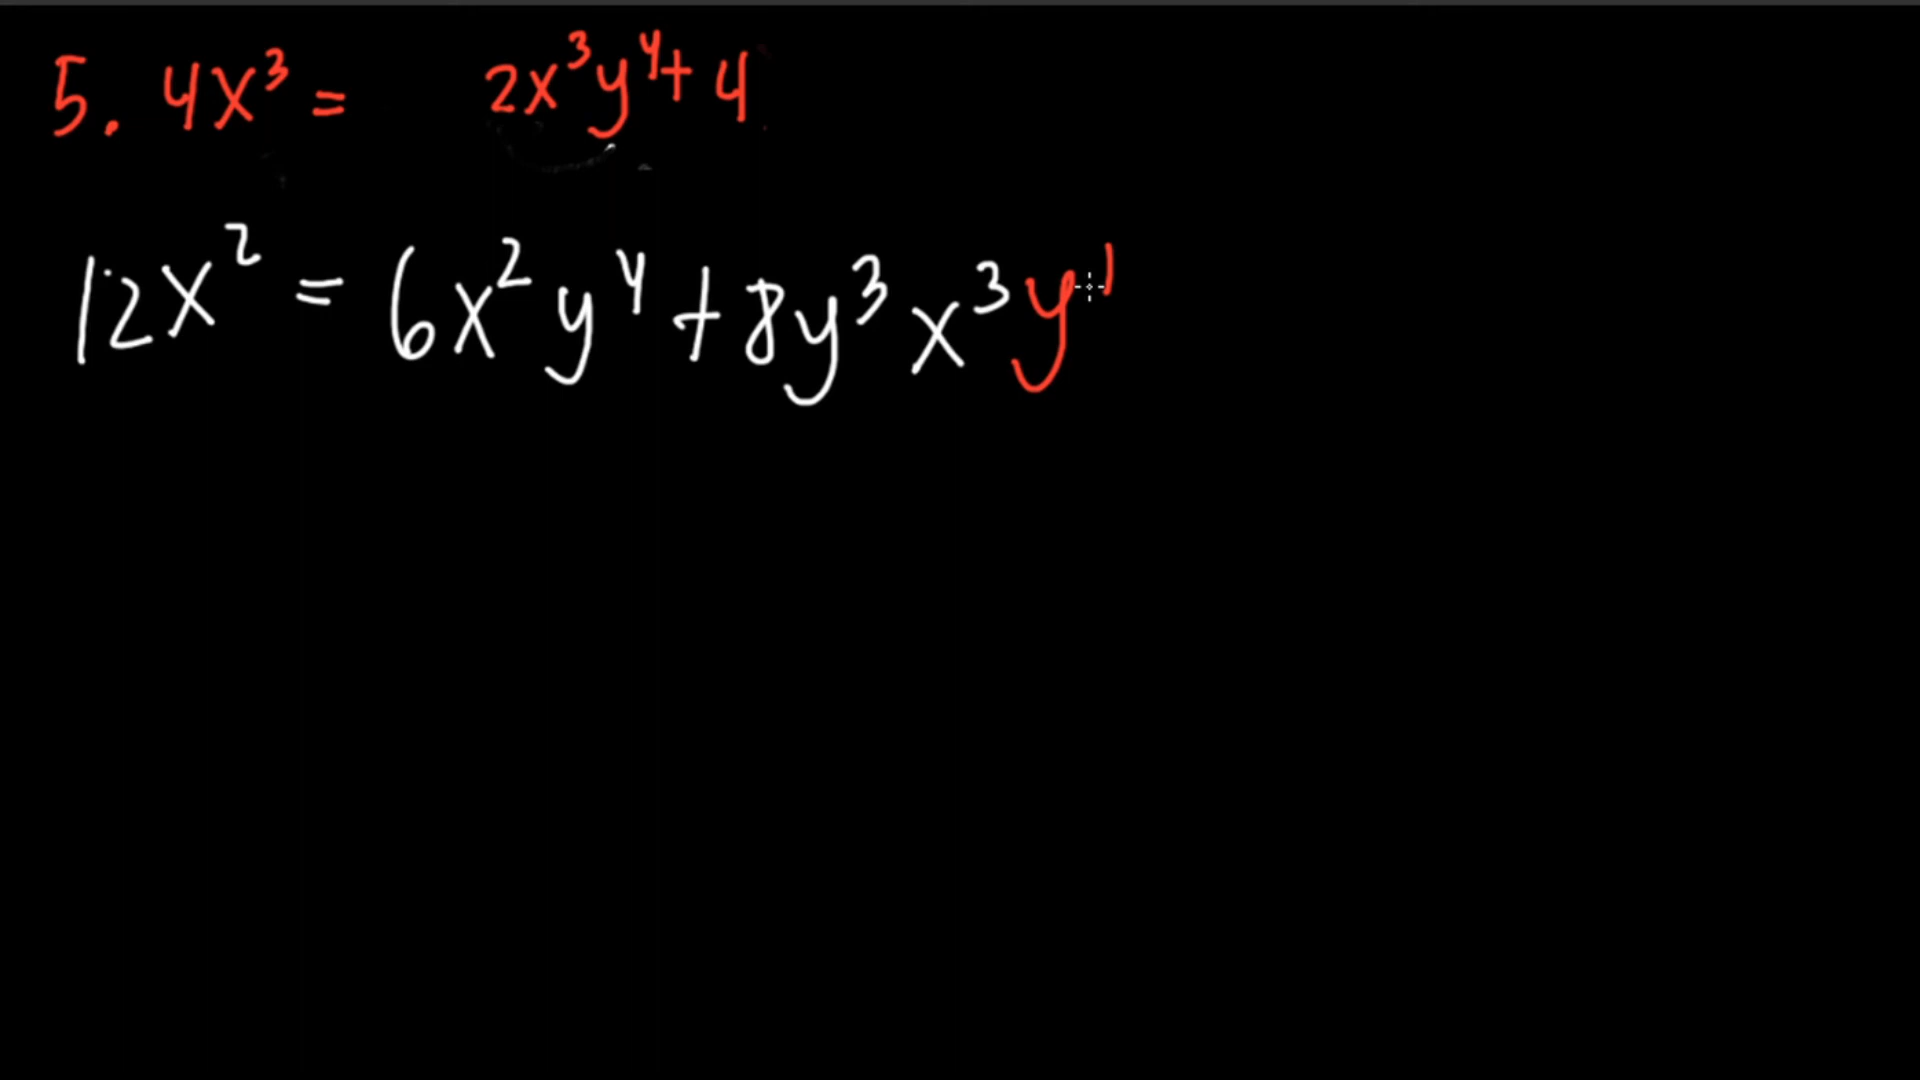 5. 4x³ = 2x³y⁴ + 4
12x² = 6x²y⁴ + 8y³x³y'